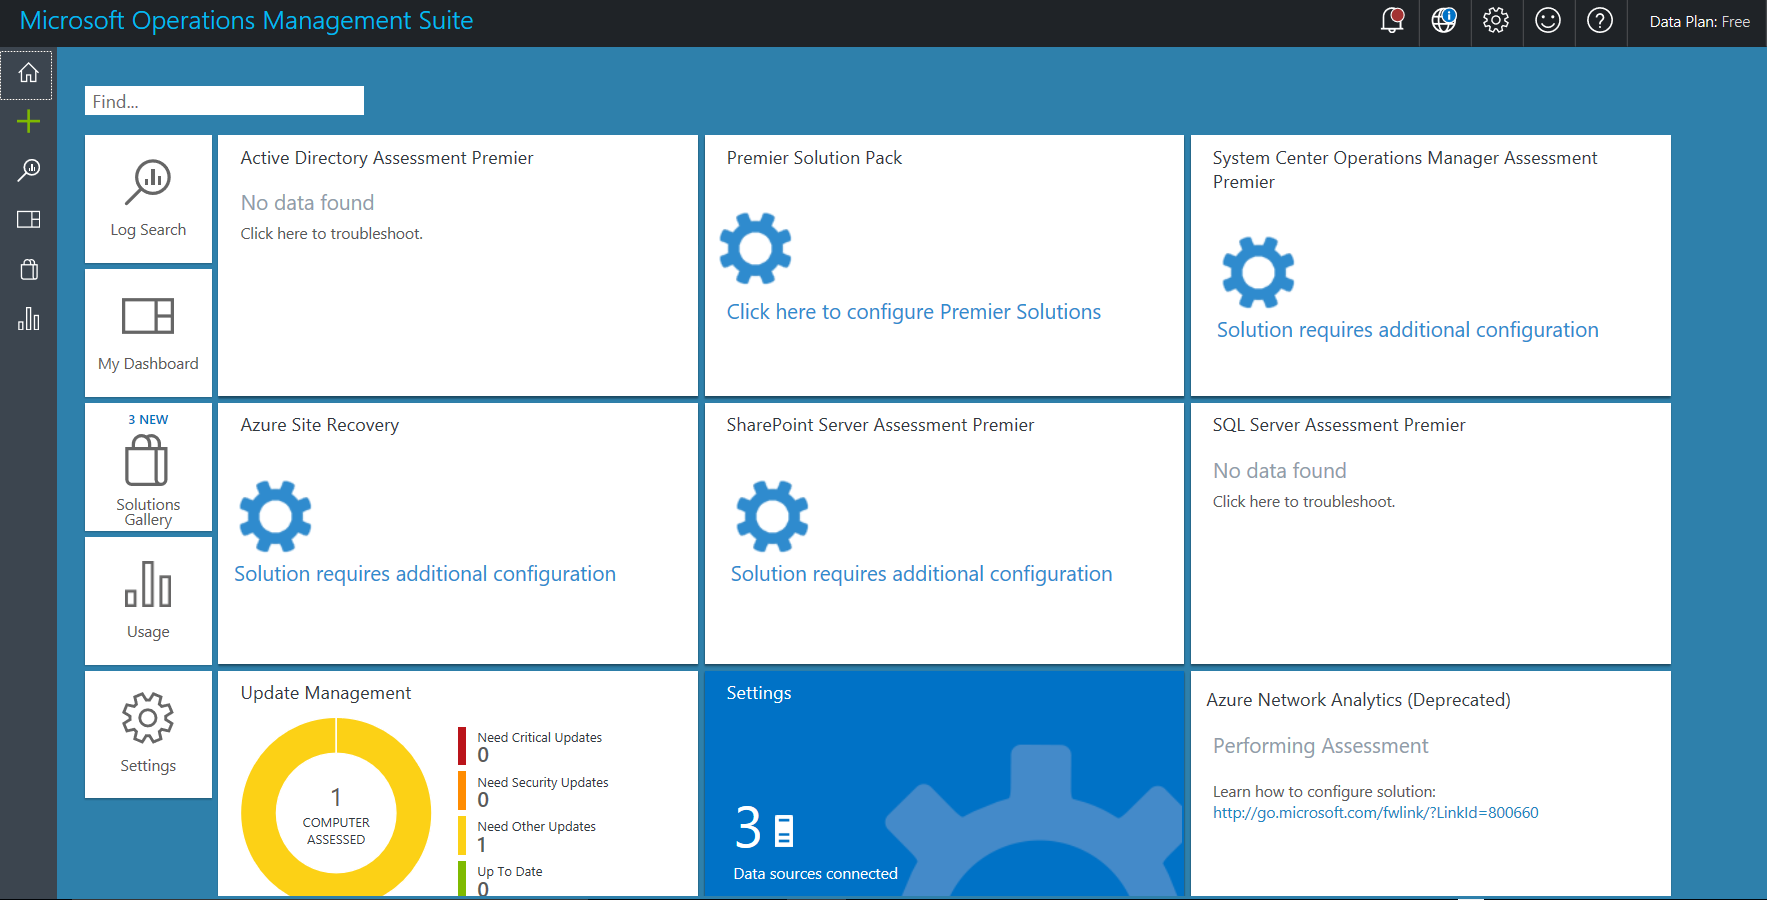 Microsoft Operations Management Suite
Data Plan: Free
Find...
Log Search
My Dashboard
3 NEW
Solutions
Gallery
Usage
Settings
Active Directory Assessment Premier
No data found
Click here to troubleshoot.
Premier Solution Pack
Click here to configure Premier Solutions
System Center Operations Manager Assessment
Premier
Solution requires additional configuration
Azure Site Recovery
Solution requires additional configuration
SharePoint Server Assessment Premier
Solution requires additional configuration
SQL Server Assessment Premier
No data found
Click here to troubleshoot.
Update Management
1
COMPUTER
ASSESSED
Need Critical Updates
0
Need Security Updates
0
Need Other Updates
1
Up To Date
0
Settings
3
Data sources connected
Azure Network Analytics (Deprecated)
Performing Assessment
Learn how to configure solution:
http://go.microsoft.com/fwlink/?LinkId=800660